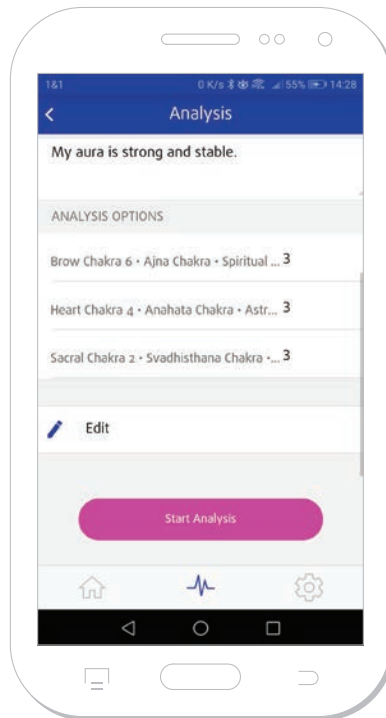 1&1 0 K/s 55% 14:28
Analysis
My aura is strong and stable.
ANALYSIS OPTIONS
Brow Chakra 6 • Ajna Chakra • Spiritual ... 3
Heart Chakra 4 • Anahata Chakra • Astr... 3
Sacral Chakra 2 • Svadhisthana Chakra •... 3
Edit
Start Analysis